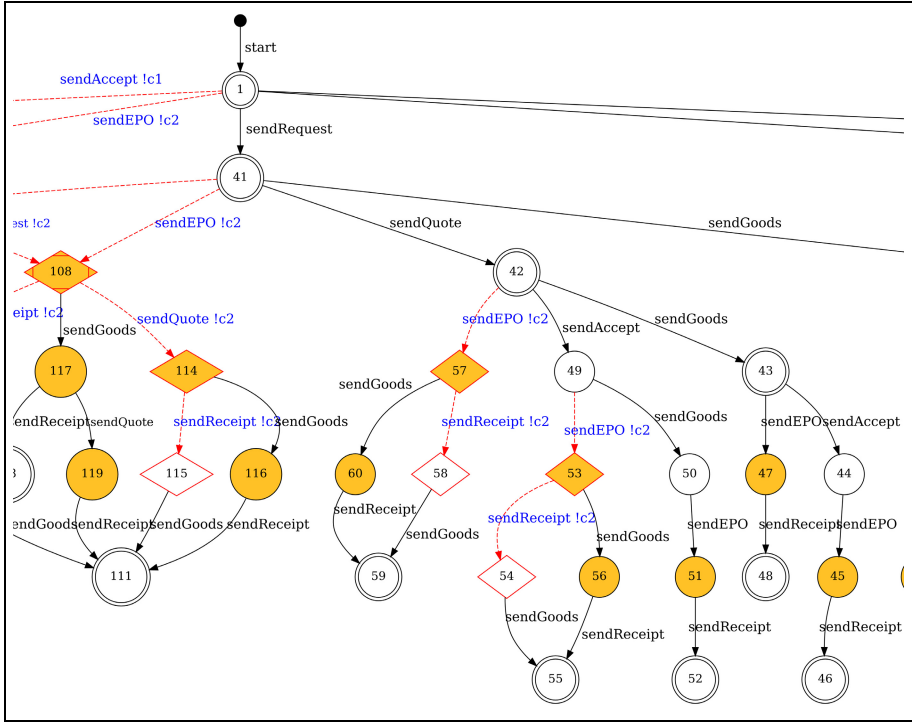 start
sendAccept !c1
1
sendEPO !c2
sendRequest
41
est !c2
sendEPO !c2
sendQuote
sendGoods
108
42
eipt !c2
sendGoods
sendQuote !c2
sendEPO !c2
sendAccept
sendGoods
117
114
57
49
43
sendGoods
endReceipt
sendQuote
sendReceipt !c2
sendGoods
sendReceipt !c2
sendEPO !c2
sendGoods
sendEPO
sendAccept
3
119
115
116
60
58
53
50
47
44
endGoods
sendReceipt
sendGoods
sendReceipt
sendReceipt
sendGoods
sendReceipt !c2
sendGoods
sendEPO
sendReceipt
sendEPO
111
59
54
56
51
48
45
sendGoods
sendReceipt
sendReceipt
sendReceipt
55
52
46